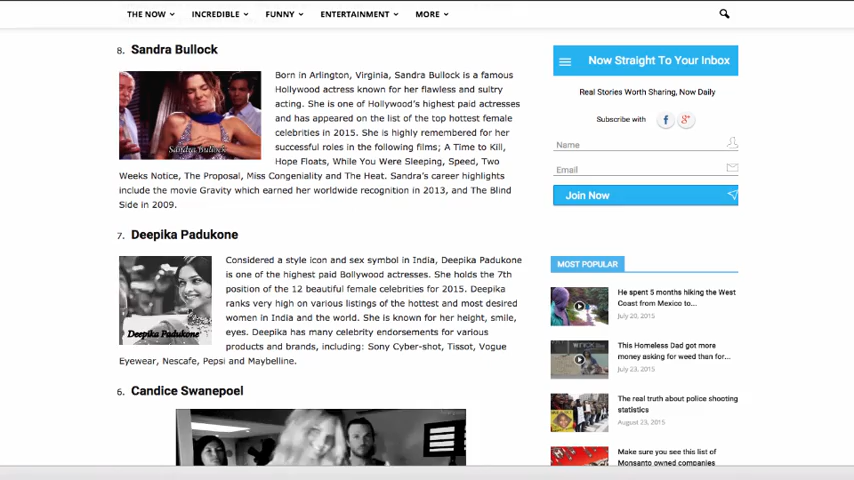 THE NOW INCREDIBLE FUNNY ENTERTAINMENT MORE
8. Sandra Bullock
Born in Arlington, Virginia, Sandra Bullock is a famous
Hollywood actress known for her flawless and sultry
acting. She is one of Hollywood's highest paid actresses
and has appeared on the list of the top hottest female
celebrities in 2015. She is highly remembered for her
successful roles in the following films; A Time to Kill,
Hope Floats, While You Were Sleeping, Speed, Two
Weeks Notice, The Proposal, Miss Congeniality and The Heat. Sandra's career highlights
include the movie Gravity which earned her worldwide recognition in 2013, and The Blind
Side in 2009.
Sandra Bullock
7. Deepika Padukone
Considered a style icon and sex symbol in India, Deepika Padukone
is one of the highest paid Bollywood actresses. She holds the 7th
position of the 12 beautiful female celebrities for 2015. Deepika
ranks very high on various listings of the hottest and most desired
women in India and the world. She is known for her height, smile,
eyes. Deepika has many celebrity endorsements for various
products and brands, including: Sony Cyber-shot, Tissot, Vogue
Eyewear, Nescafe, Pepsi and Maybelline.
Deepika Padukone
6. Candice Swanepoel
Now Straight To Your Inbox
Real Stories Worth Sharing, Now Daily
Subscribe with
f
g+
Name
Email
Join Now
MOST POPULAR
He spent 5 months hiking the West
Coast from Mexico to...
July 20, 2015
This Homeless Dad got more
money asking for weed than for...
July 23, 2015
The real truth about police shooting
statistics
August 25, 2015
Make sure you see this list of
Monsanto owned companies